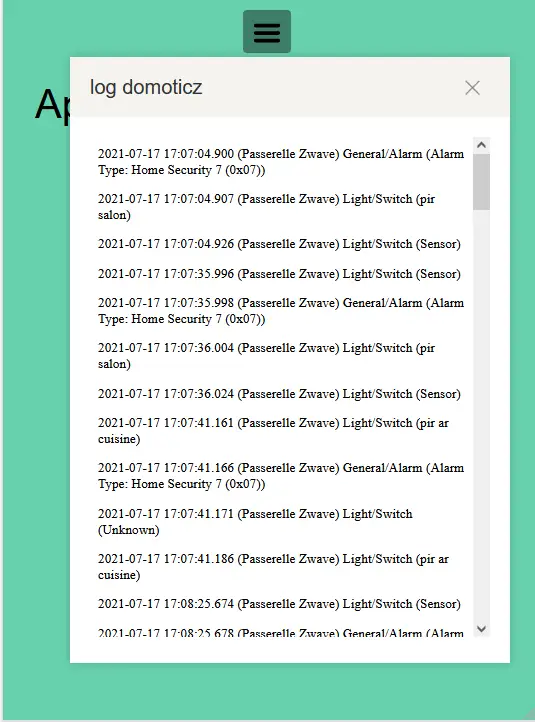 log domoticz
Ap
2021-07-17 17:07:04.900 (Passerelle Zwave) General/Alarm (Alarm
Type: Home Security 7 (0x07))
2021-07-17 17:07:04.907 (Passerelle Zwave) Light/Switch (pir
salon)
2021-07-17 17:07:04.926 (Passerelle Zwave) Light/Switch (Sensor)
2021-07-17 17:07:35.996 (Passerelle Zwave) Light/Switch (Sensor)
2021-07-17 17:07:35.998 (Passerelle Zwave) General/Alarm (Alarm
Type: Home Security 7 (0x07))
2021-07-17 17:07:36.004 (Passerelle Zwave) Light/Switch (pir
salon)
2021-07-17 17:07:36.024 (Passerelle Zwave) Light/Switch (Sensor)
2021-07-17 17:07:41.161 (Passerelle Zwave) Light/Switch (pir ar
cuisine)
2021-07-17 17:07:41.166 (Passerelle Zwave) General/Alarm (Alarm
Type: Home Security 7 (0x07))
2021-07-17 17:07:41.171 (Passerelle Zwave) Light/Switch
(Unknown)
2021-07-17 17:07:41.186 (Passerelle Zwave) Light/Switch (pir ar
cuisine)
2021-07-17 17:08:25.674 (Passerelle Zwave) Light/Switch (Sensor)
2021-07-17 17:08:25.678 (Passerelle Zwave) General/Alarm (Alarm